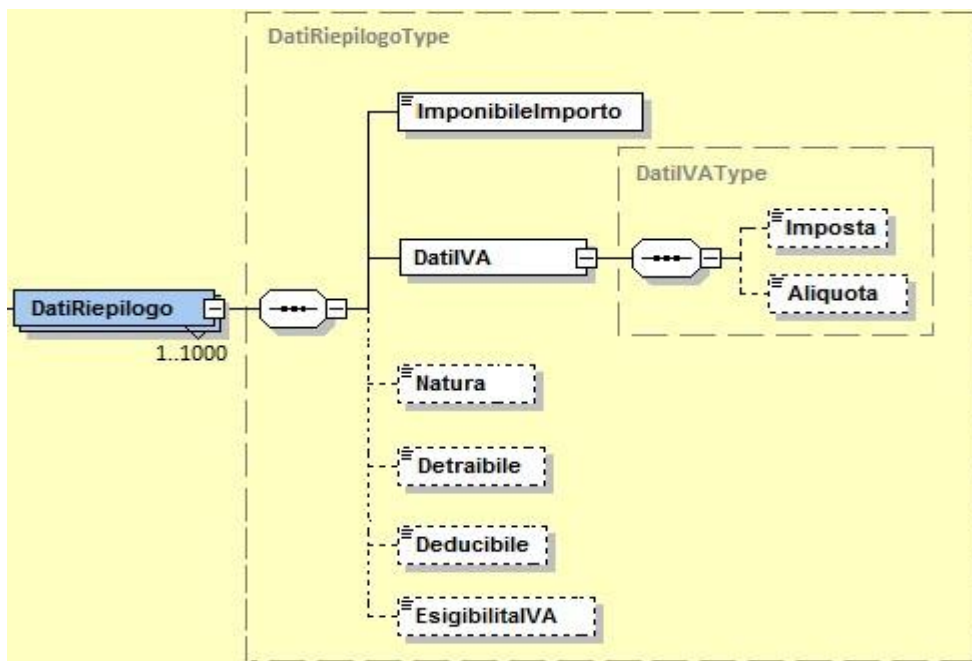 DatiRiepilogoType
ImponibileImporto
DatiIVAType
Imposta
DatiIVA
Aliquota
DatiRiepilogo
1..1000
Natura
Detraibile
Deducibile
EsigibilitaIVA